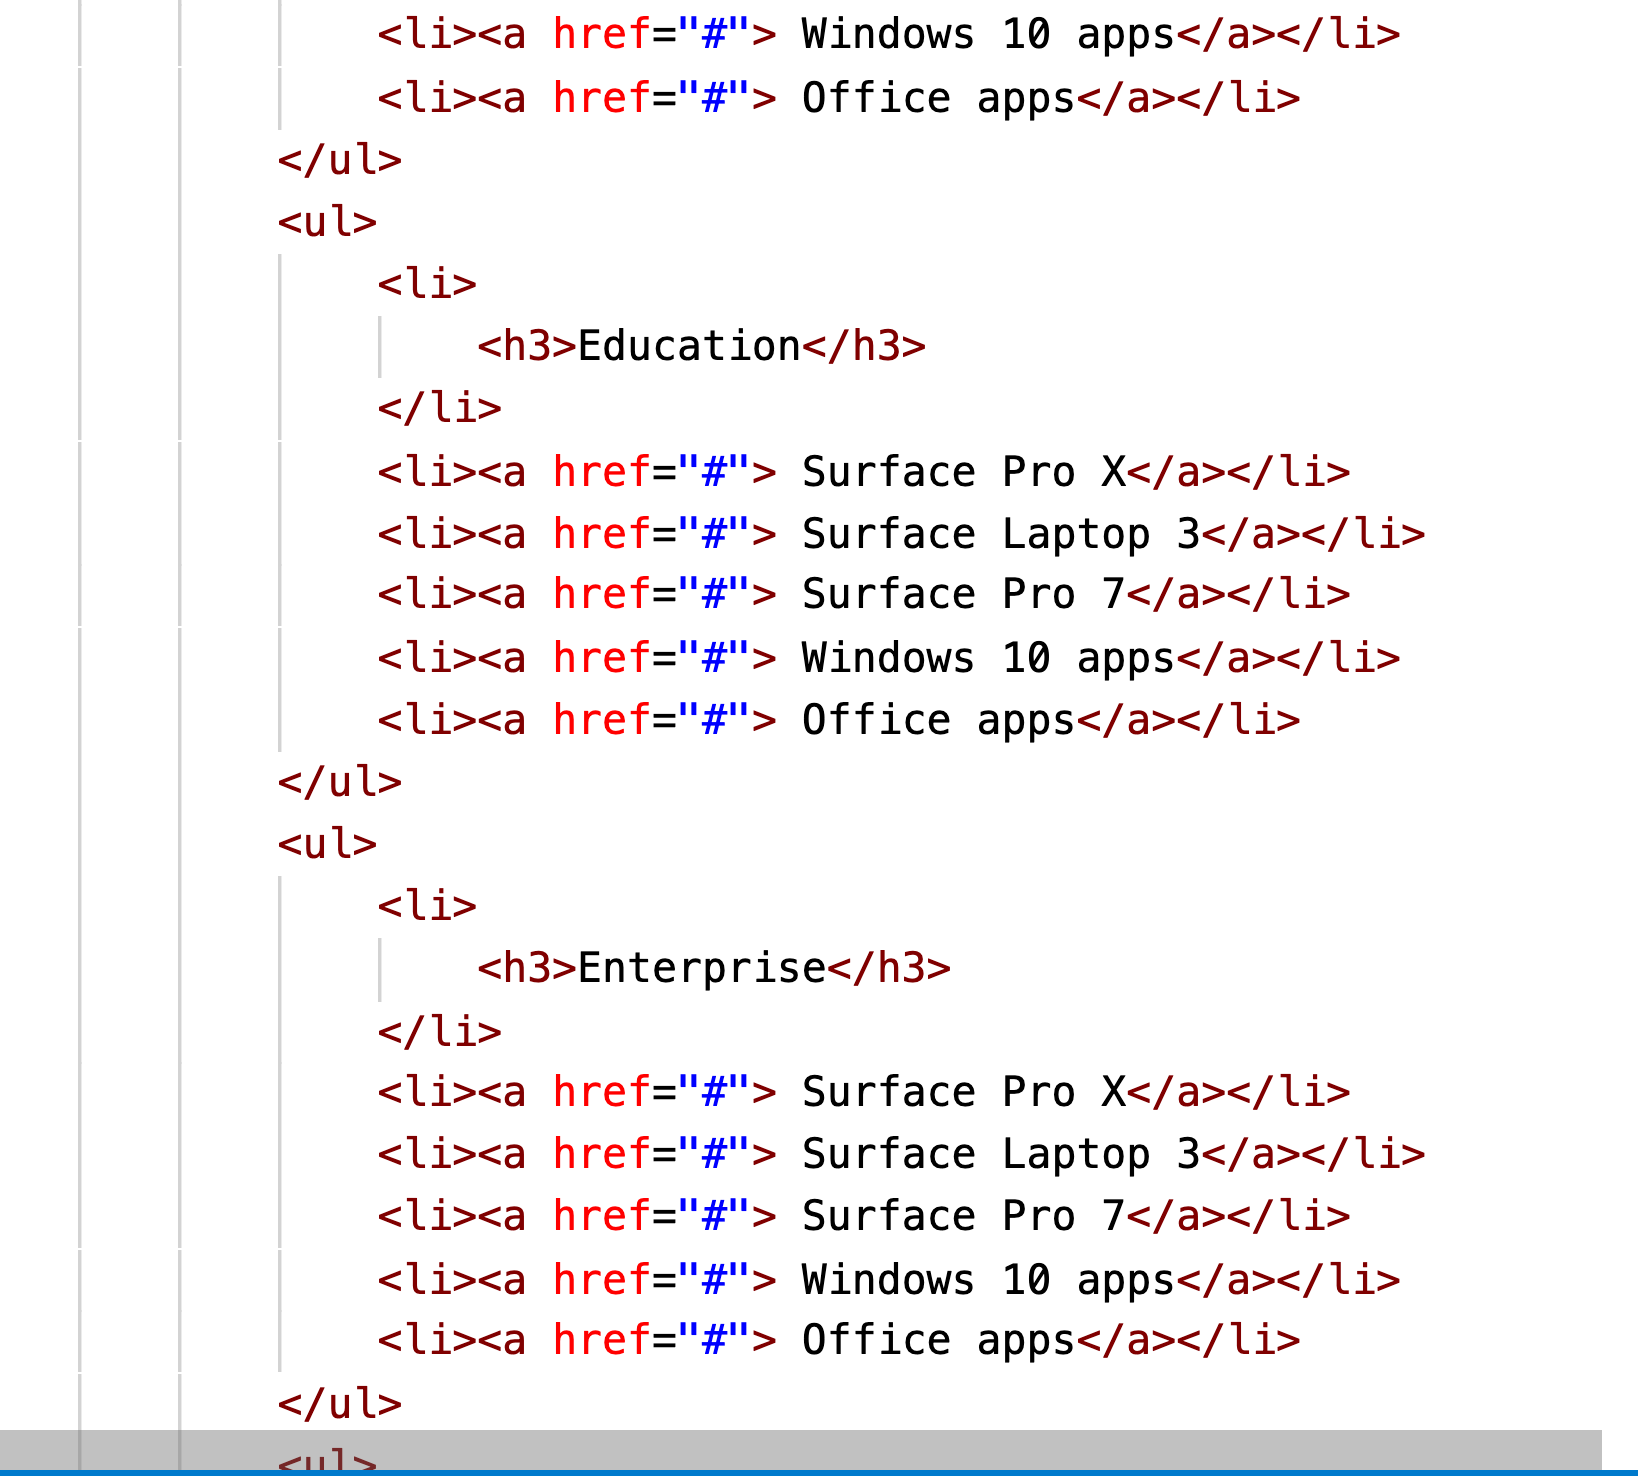 <li><a href="#"> Windows 10 apps</a></li>
<li><a href="#"> Office apps</a></li>
</ul>
<ul>
<li>
<h3>Education</h3>
</li>
<li><a href="#"> Surface Pro X</a></li>
<li><a href="#"> Surface Laptop 3</a></li>
<li><a href="#"> Surface Pro 7</a></li>
<li><a href="#"> Windows 10 apps</a></li>
<li><a href="#"> Office apps</a></li>
</ul>
<ul>
<li>
<h3>Enterprise</h3>
</li>
<li><a href="#"> Surface Pro X</a></li>
<li><a href="#"> Surface Laptop 3</a></li>
<li><a href="#"> Surface Pro 7</a></li>
<li><a href="#"> Windows 10 apps</a></li>
<li><a href="#"> Office apps</a></li>
</ul>
<ul>